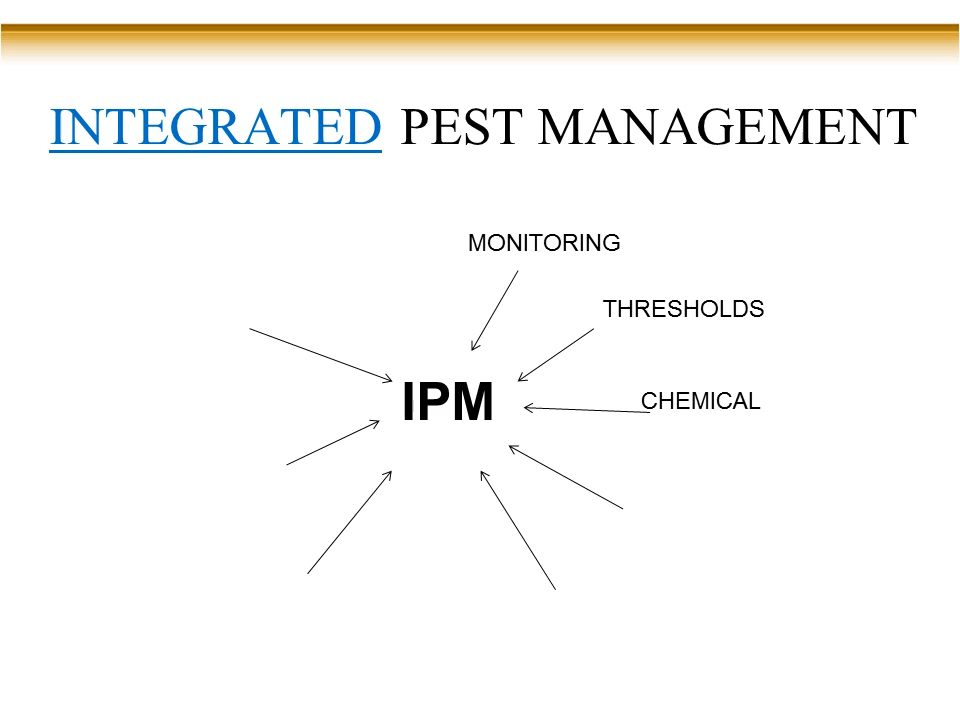 INTEGRATED PEST MANAGEMENT
MONITORING
THRESHOLDS
IPM
CHEMICAL